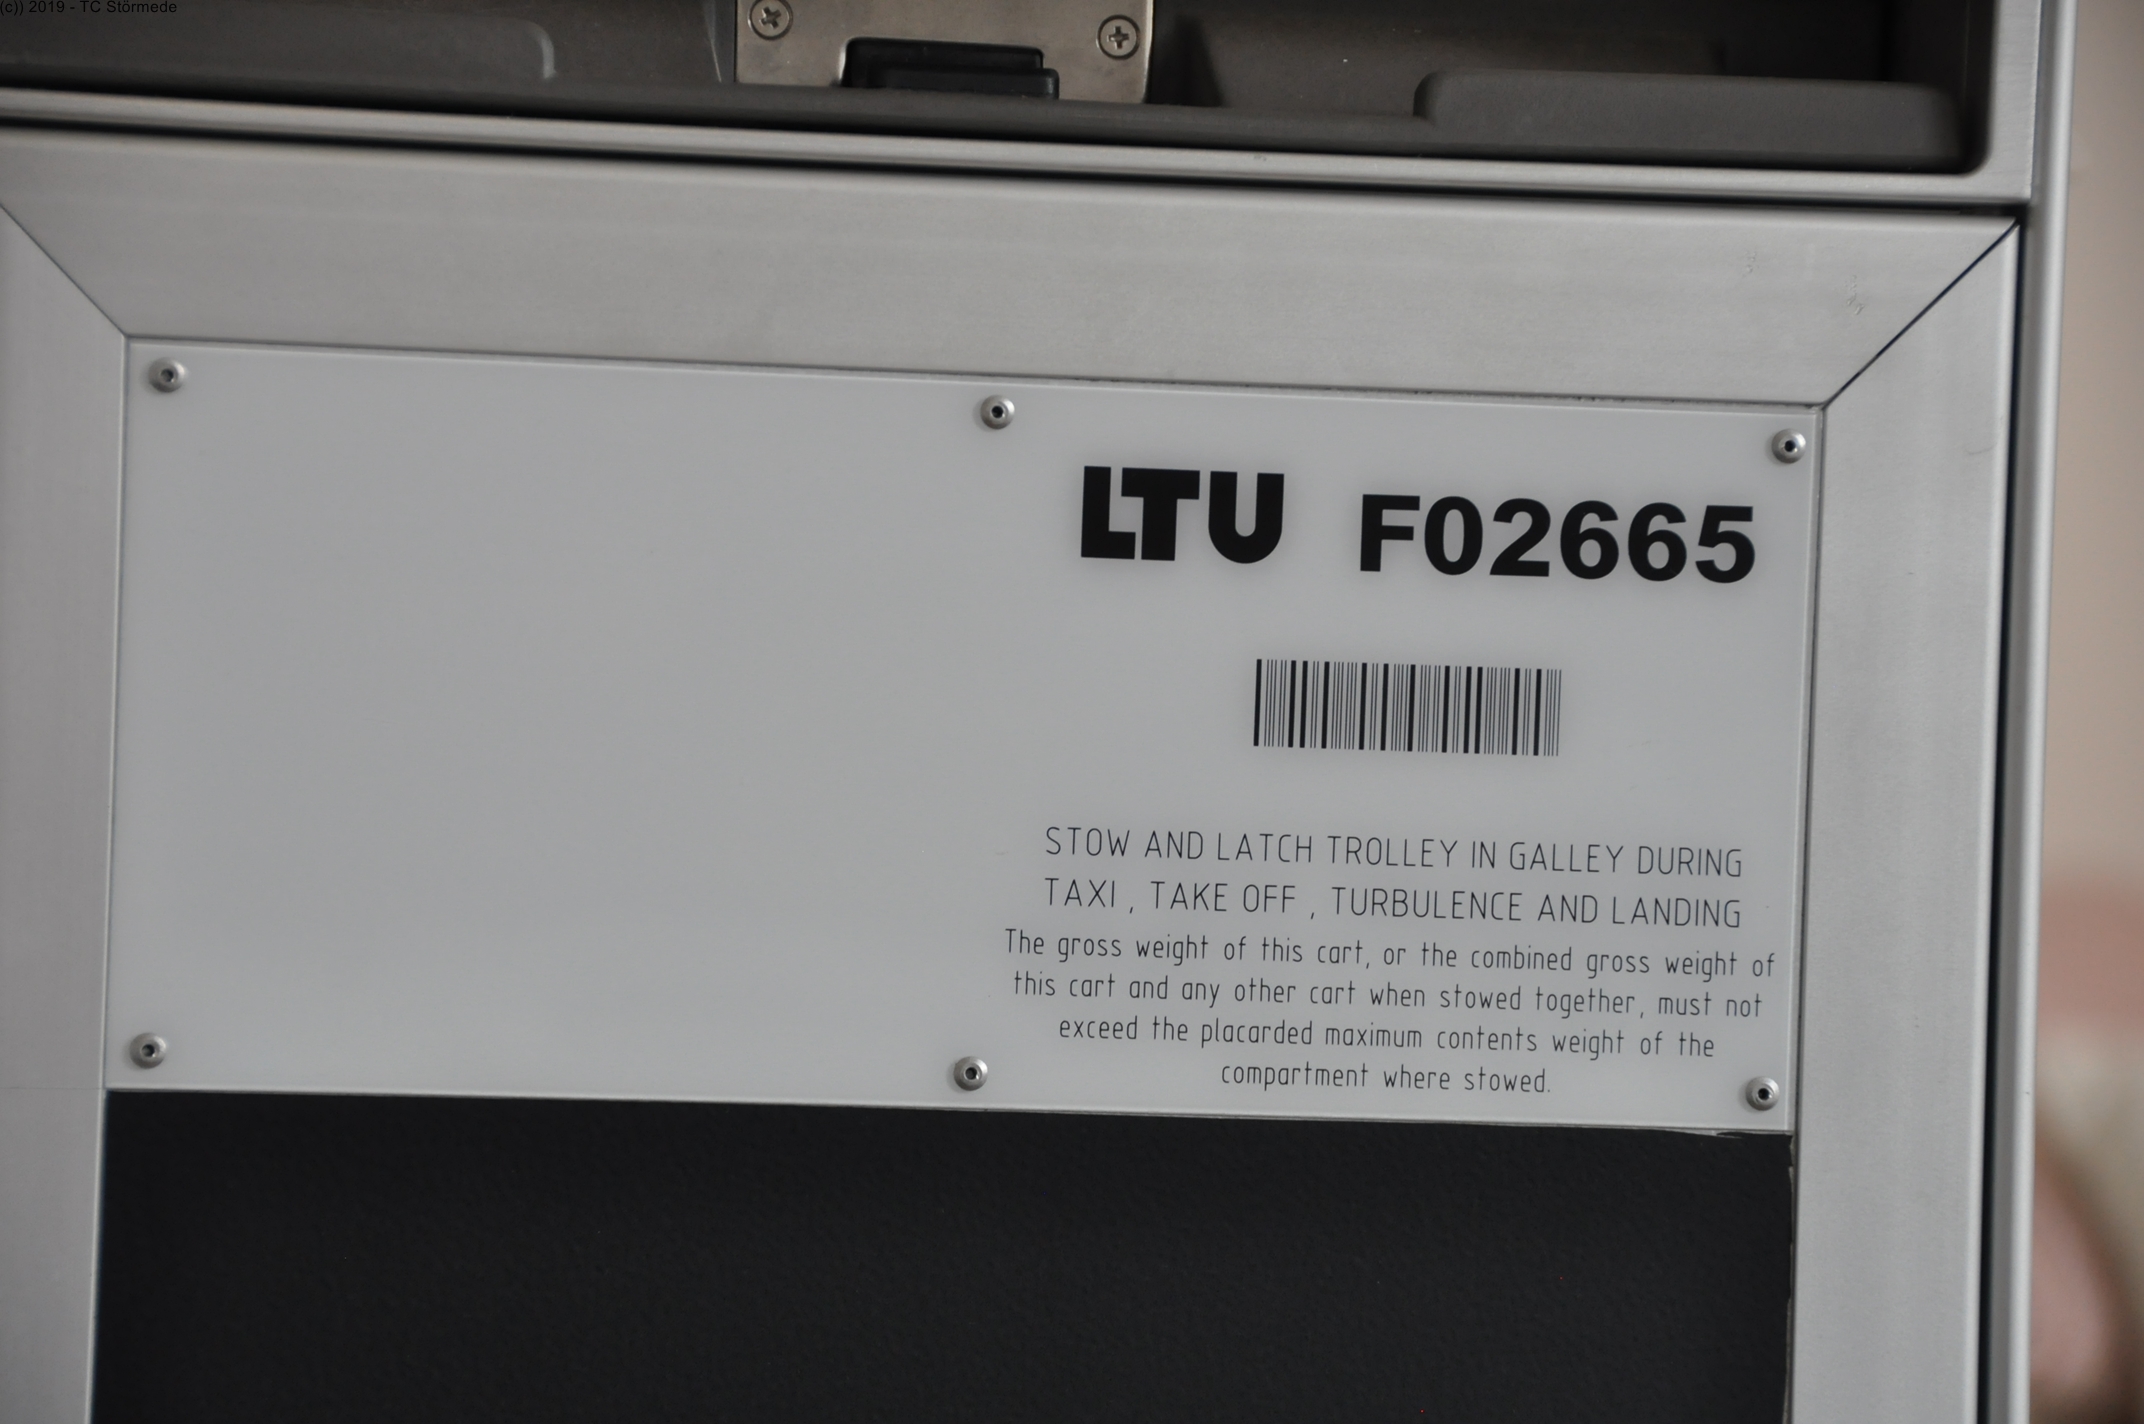 (c)) 2019 - TC Störmede
LTU F02665
STOW AND LATCH TROLLEY IN GALLEY DURING
TAXI , TAKE OFF , TURBULENCE AND LANDING
The gross weight of this cart, or the combined gross weight of
this cart and any other cart when stowed together, must not
exceed the placarded maximum contents weight of the
compartment where stowed.